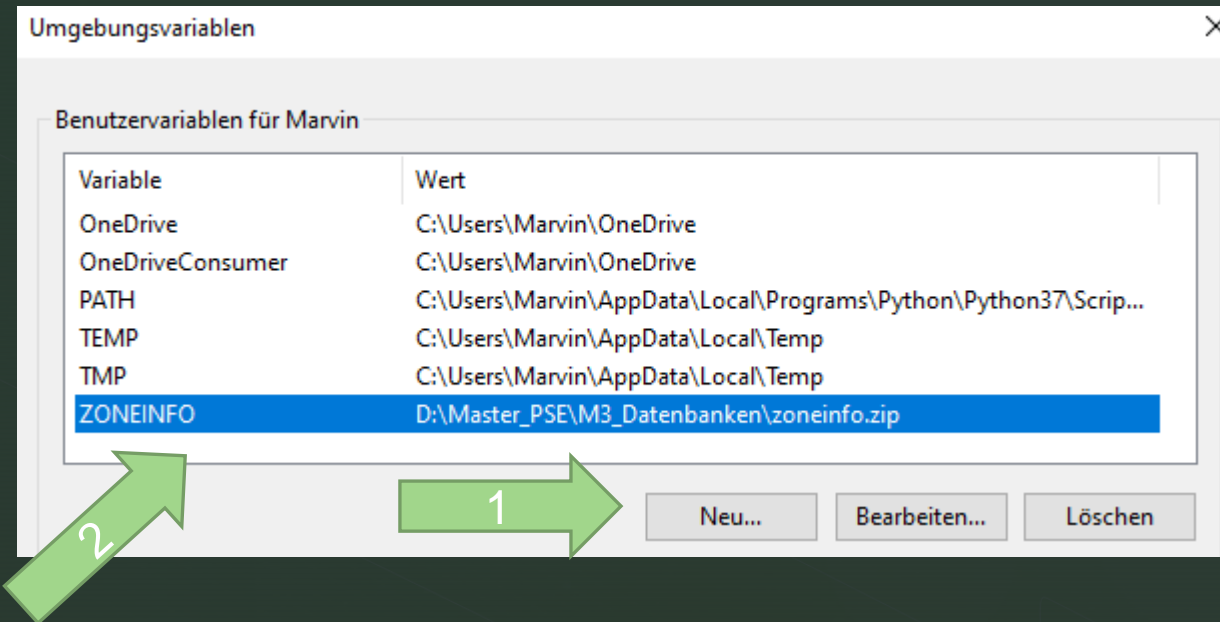 Umgebungsvariablen
Benutzervariablen für Marvin
Variable Wert
OneDrive C:\Users\Marvin\OneDrive
OneDriveConsumer C:\Users\Marvin\OneDrive
PATH C:\Users\Marvin\AppData\Local\Programs\Python\Python37\Scrip...
TEMP C:\Users\Marvin\AppData\Local\Temp
TMP C:\Users\Marvin\AppData\Local\Temp
ZONEINFO D:\Master_PSE\M3_Datenbanken\zoneinfo.zip
1
Neu... Bearbeiten... Löschen
2